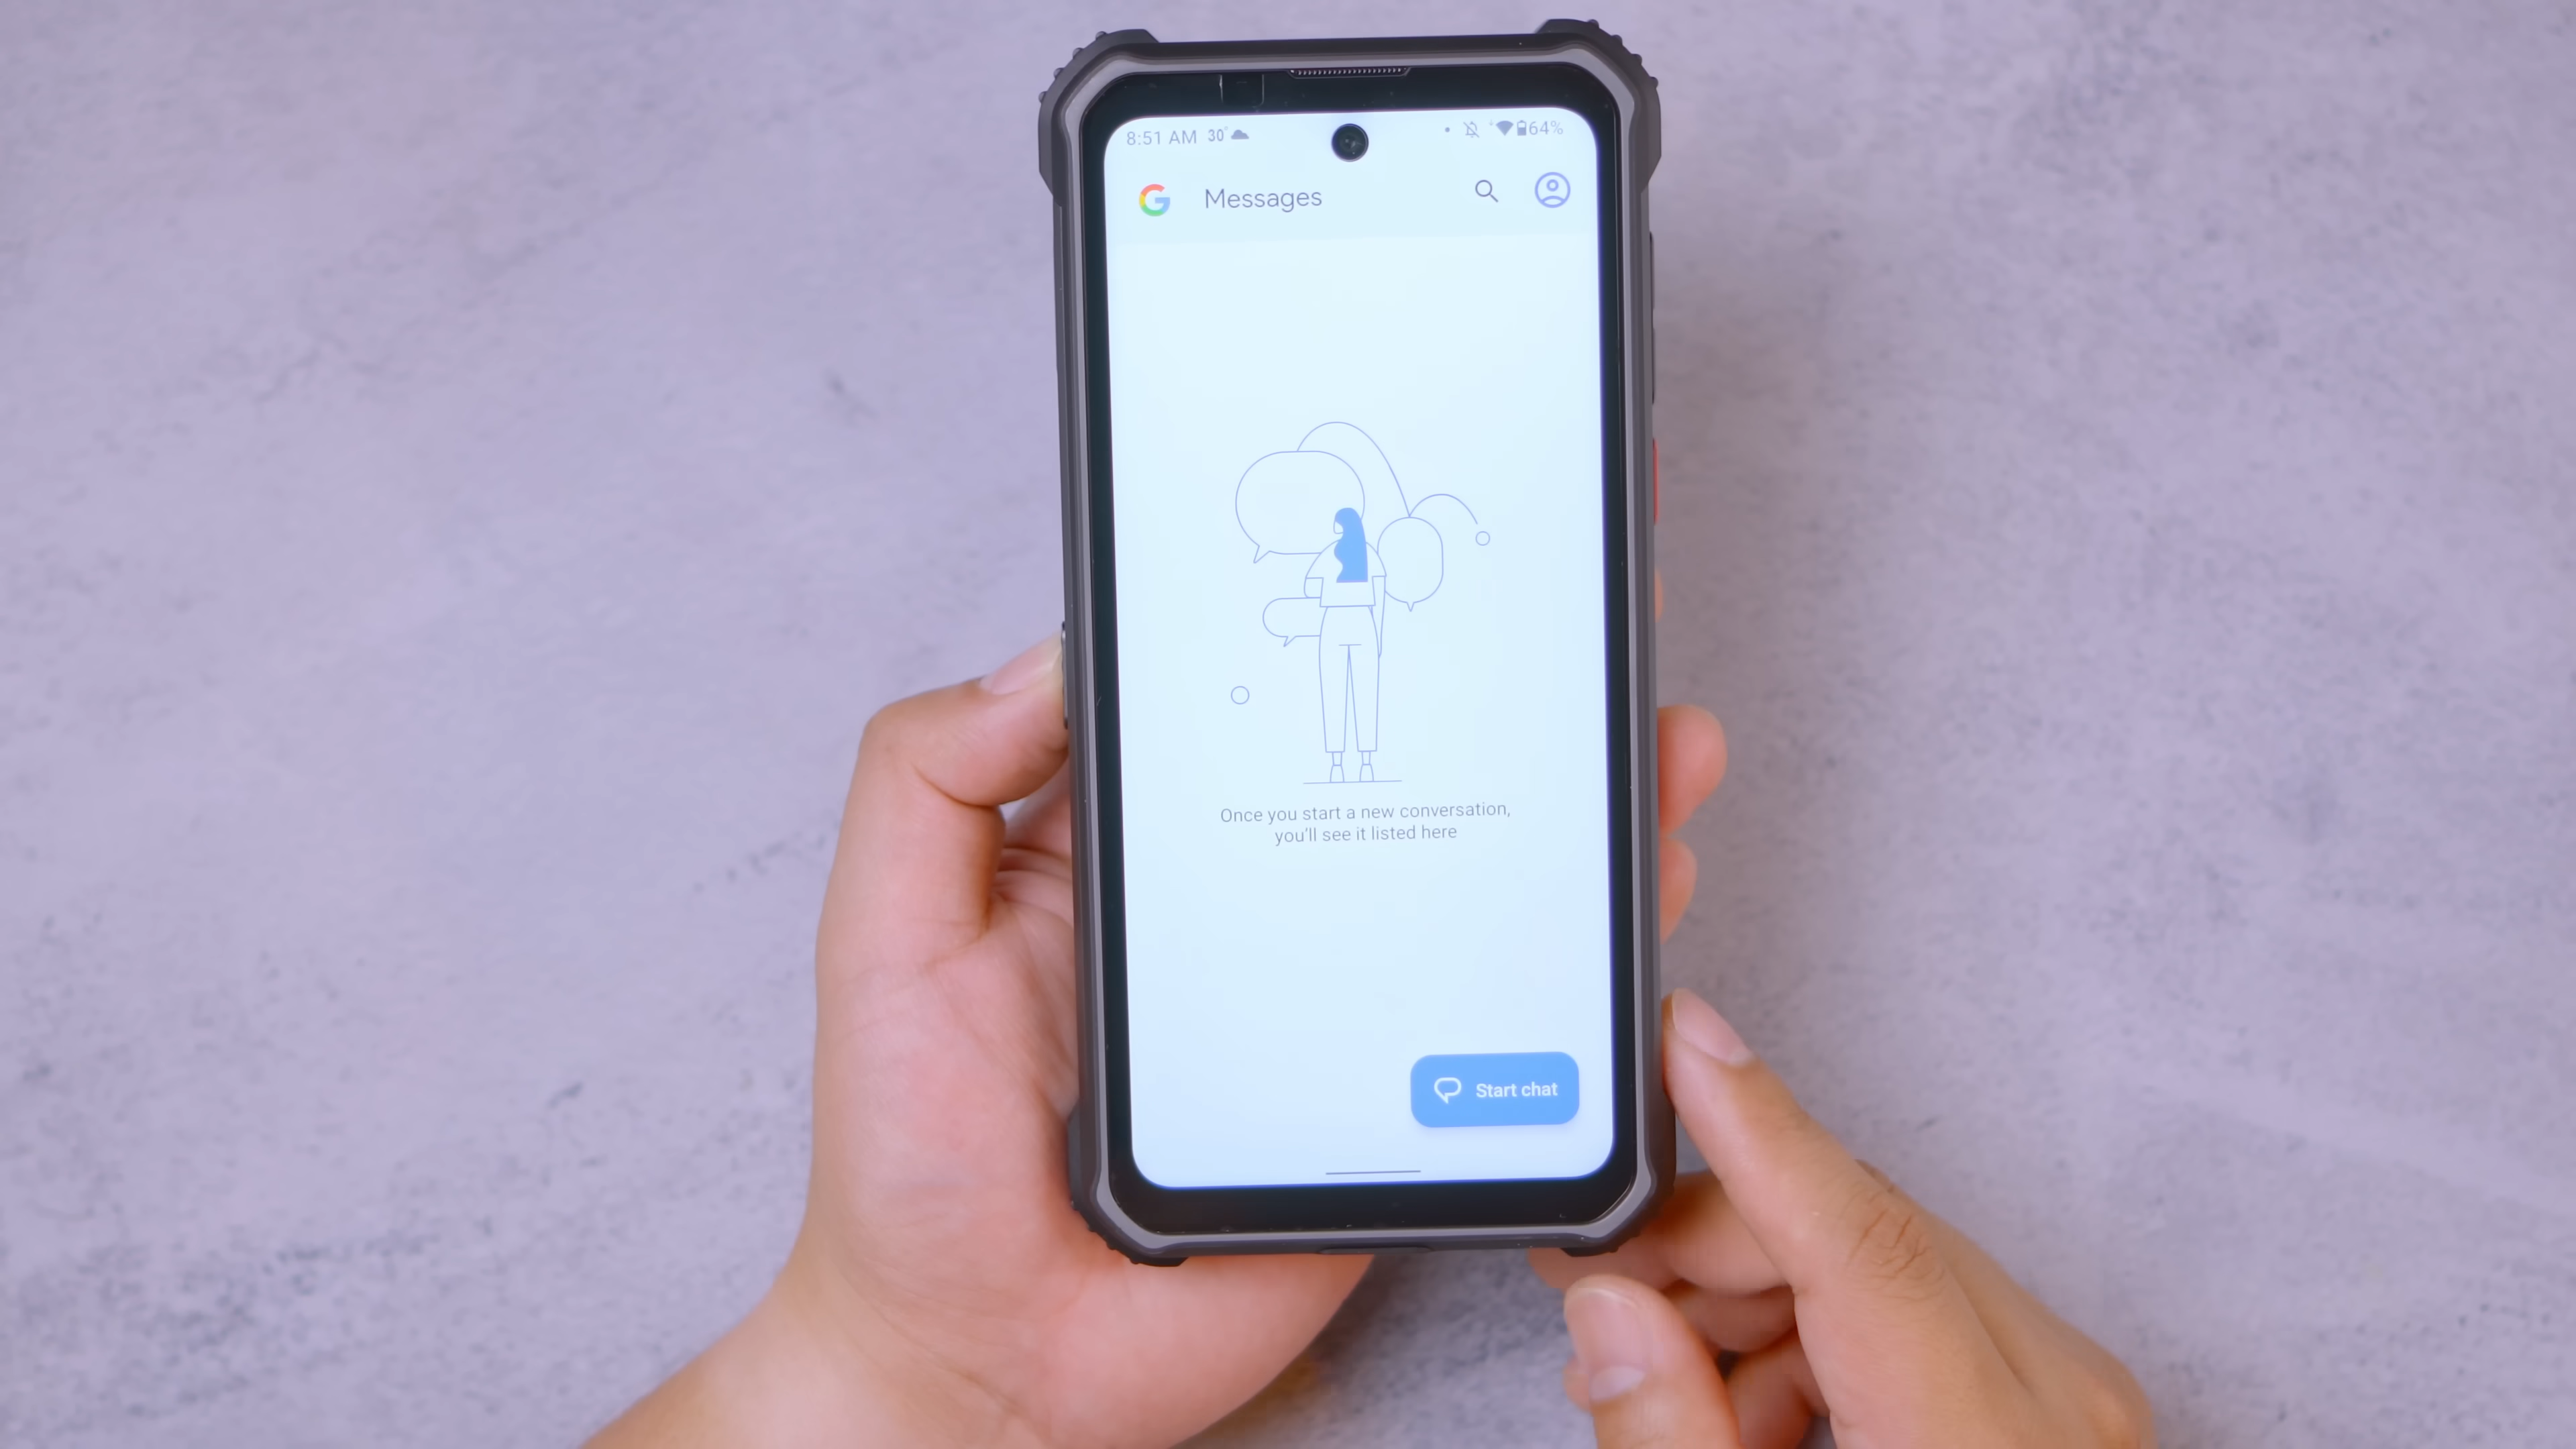 8:51 AM 30° 64%
G Messages
Once you start a new conversation,
you'll see it listed here
Start chat